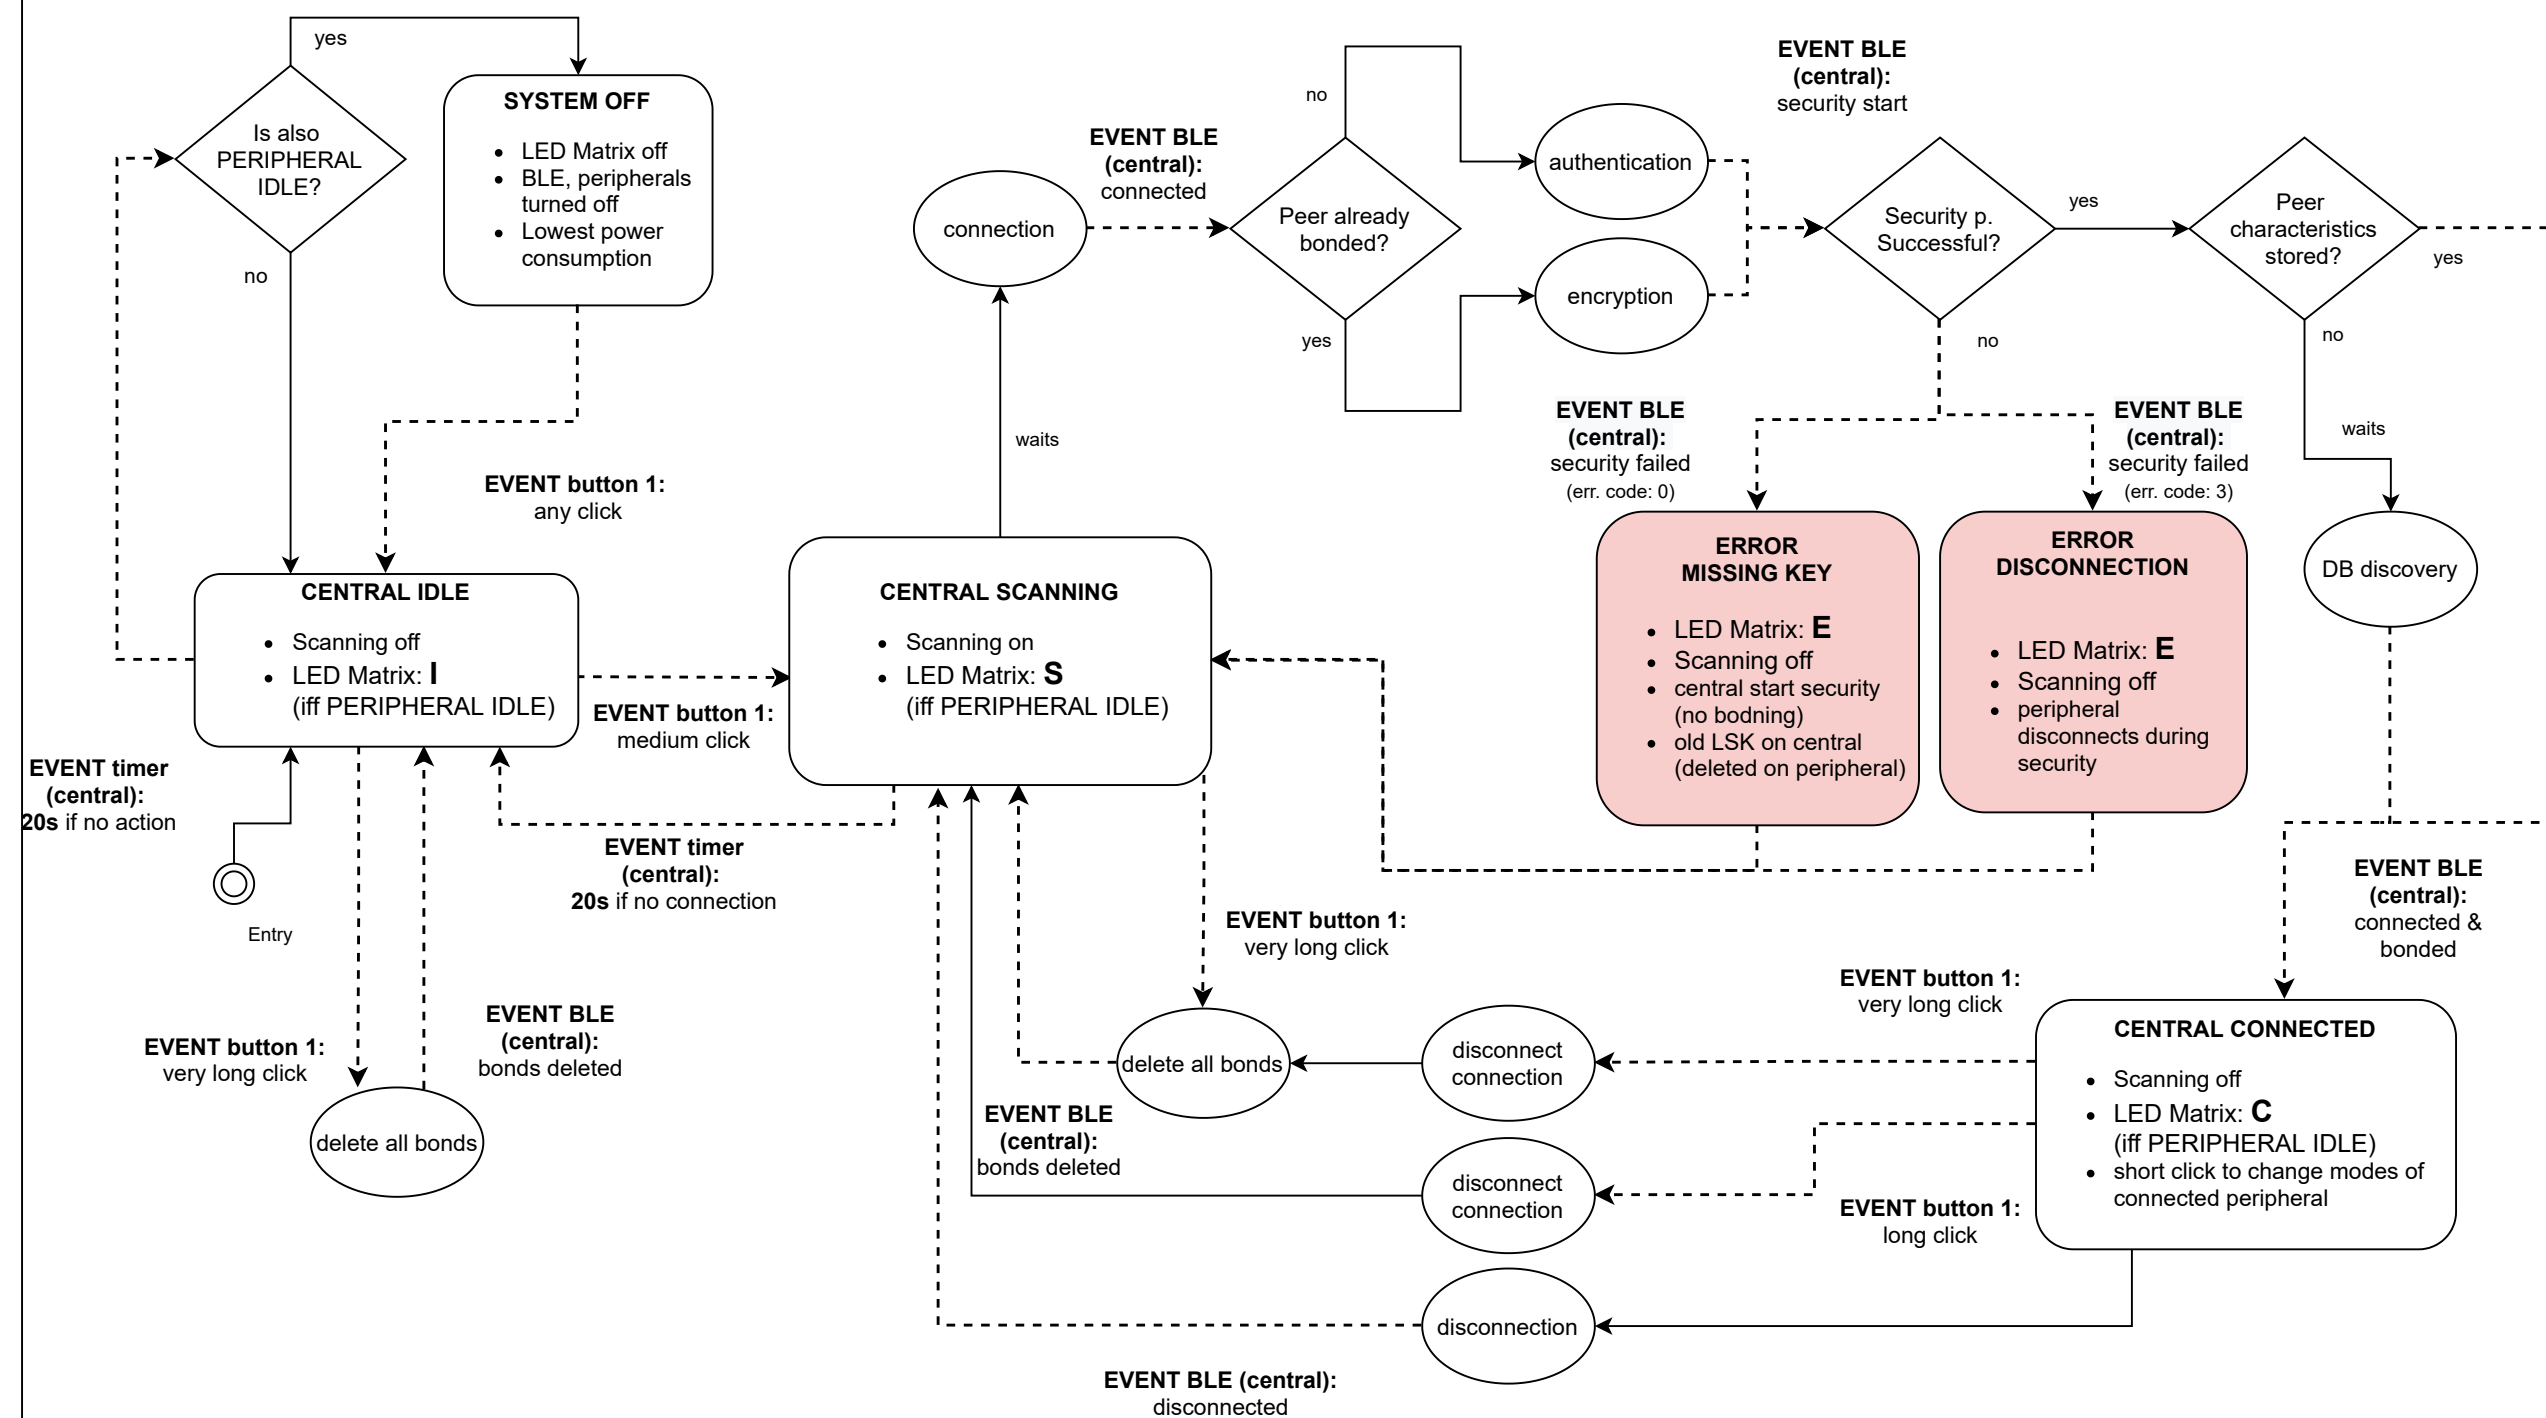 yes
Is also
PERIPHERAL
IDLE?
no
SYSTEM OFF
LED Matrix off
BLE, peripherals
turned off
Lowest power
consumption
EVENT button 1:
any click
CENTRAL IDLE
Scanning off
LED Matrix: I
(iff PERIPHERAL IDLE)
EVENT timer
(central):
20s if no action
Entry
EVENT button 1:
very long click
delete all bonds
EVENT BLE
(central):
bonds deleted
EVENT button 1:
medium click
EVENT timer
(central):
20s if no connection
CENTRAL SCANNING
Scanning on
LED Matrix: S
(iff PERIPHERAL IDLE)
waits
connection
EVENT BLE
(central):
connected
Peer already
bonded?
no
yes
authentication
encryption
EVENT BLE
(central):
security start
Security p.
Successful?
yes
no
Peer
characteristics
stored?
yes
no
waits
DB discovery
EVENT BLE
(central):
security failed
(err. code: 0)
EVENT BLE
(central):
security failed
(err. code: 3)
ERROR
MISSING KEY
LED Matrix: E
Scanning off
central start security
(no bodning)
old LSK on central
(deleted on peripheral)
ERROR
DISCONNECTION
LED Matrix: E
Scanning off
peripheral
disconnects during
security
EVENT BLE
(central):
connected &
bonded
EVENT button 1:
very long click
delete all bonds
EVENT BLE
(central):
bonds deleted
disconnect
connection
disconnect
connection
disconnection
EVENT button 1:
very long click
EVENT button 1:
long click
CENTRAL CONNECTED
Scanning off
LED Matrix: C
(iff PERIPHERAL IDLE)
short click to change modes of
connected peripheral
EVENT BLE (central):
disconnected